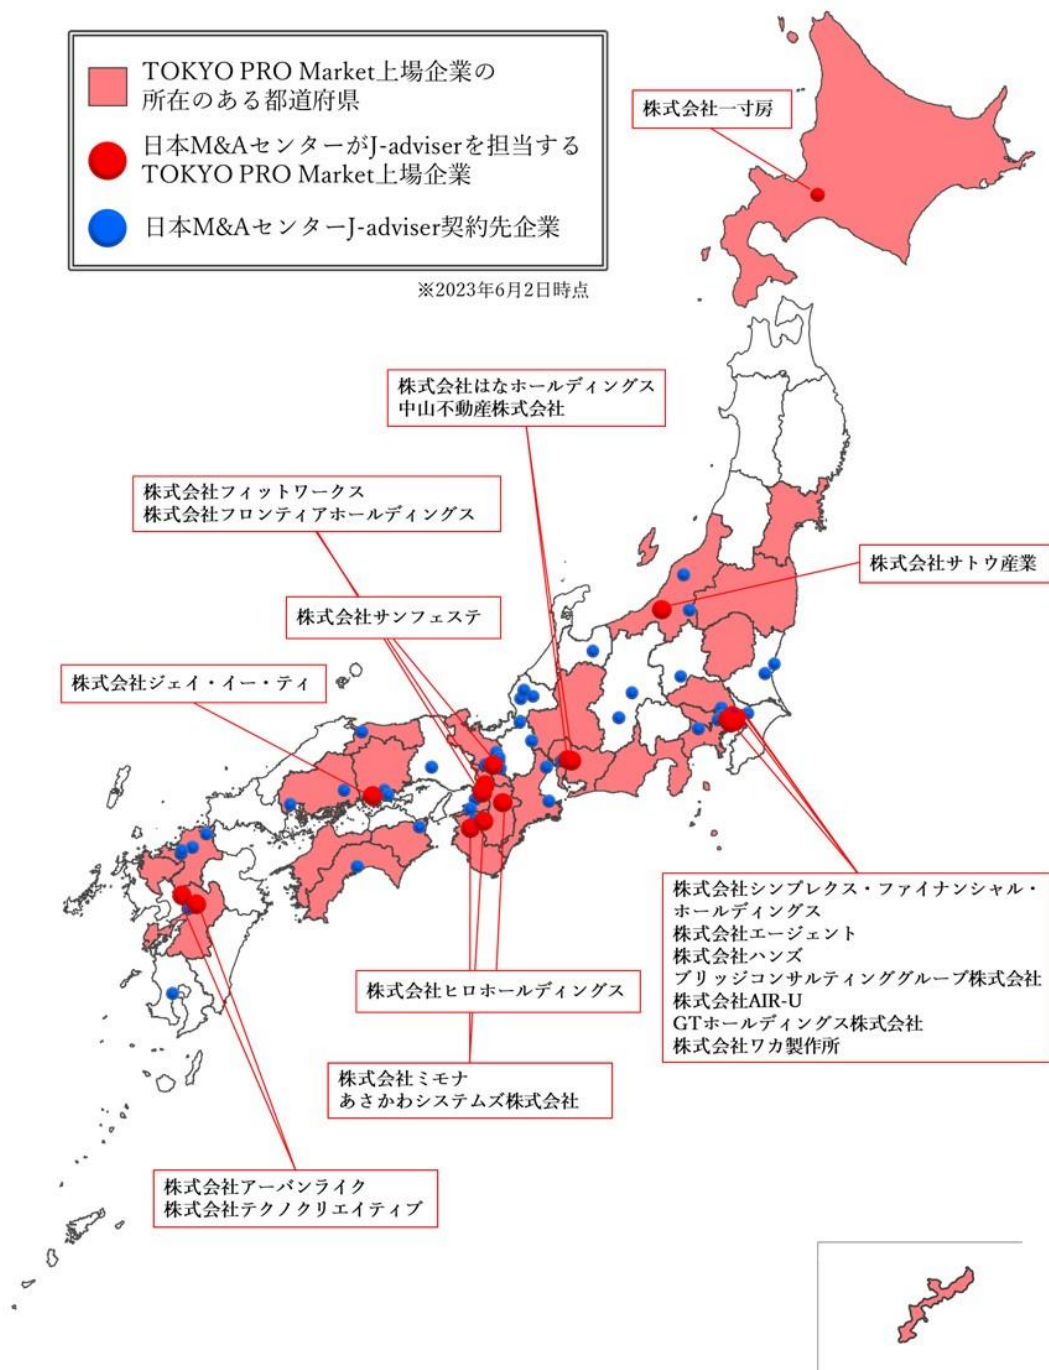 TOKYO PRO Market上場企業の
所在のある都道府県
日本M&AセンターがJ-adviserを担当する
TOKYO PRO Market上場企業
日本M&AセンターJ-adviser契約先企業
※2023年6月2日時点
株式会社一寸房
株式会社はなホールディングス
中山不動産株式会社
株式会社フィットワークス
株式会社フロンティアホールディングス
株式会社サトウ産業
株式会社サンフェステ
株式会社ジェイ・イー・ティ
株式会社シンプレクス・ファイナンシャル・
ホールディングス
株式会社エージェント
株式会社ハンズ
ブリッジコンサルティンググループ株式会社
株式会社AIR-U
GTホールディングス株式会社
株式会社ワカ製作所
株式会社ヒロホールディングス
株式会社ミモナ
あさかわシステムズ株式会社
株式会社アーバンライク
株式会社テクノクリエイティブ